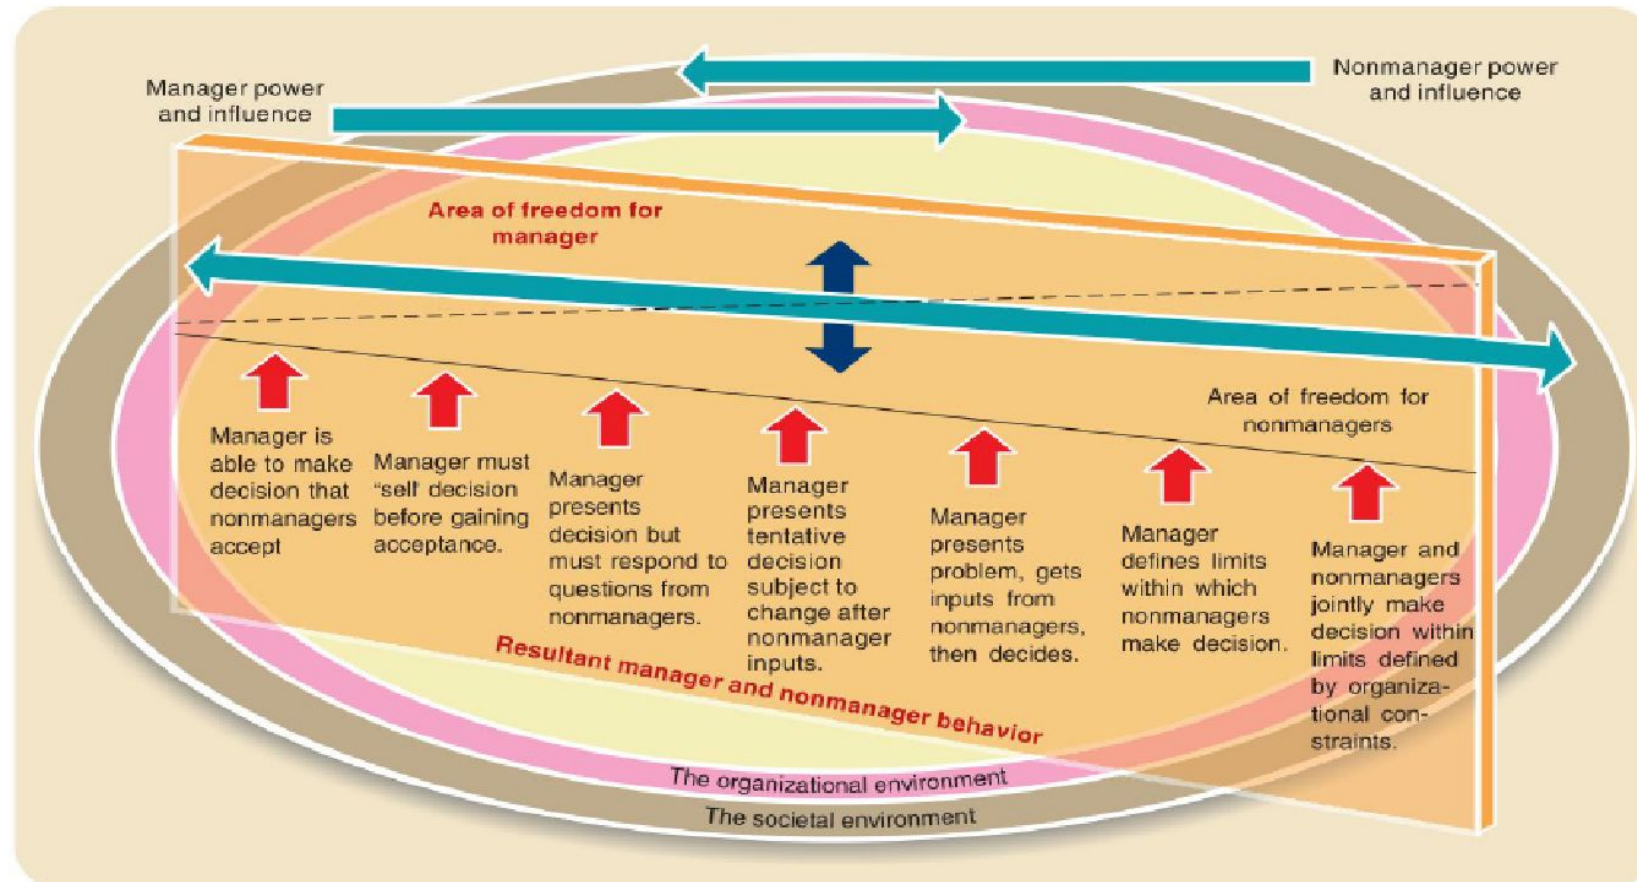 Manager power
and influence
Nonmanager power
and influence
Area of freedom for
manager
Area of freedom for
nonmanagers
Manager is
able to make
decision that
nonmanagers
accept
Manager must
“sell’ decision
before gaining
acceptance.
Manager
presents
decision but
must respond to
questions from
nonmanagers.
Manager
presents
tentative
decision
subject to
change after
nonmanager
inputs.
Manager
presents
problem, gets
inputs from
nonmanagers,
then decides.
Manager
defines limits
within which
nonmanagers
make decision.
Manager and
nonmanagers
jointly make
decision within
limits defined
by organiza-
tional con-
straints.
Resultant manager and nonmanager behavior
The organizational environment
The societal environment